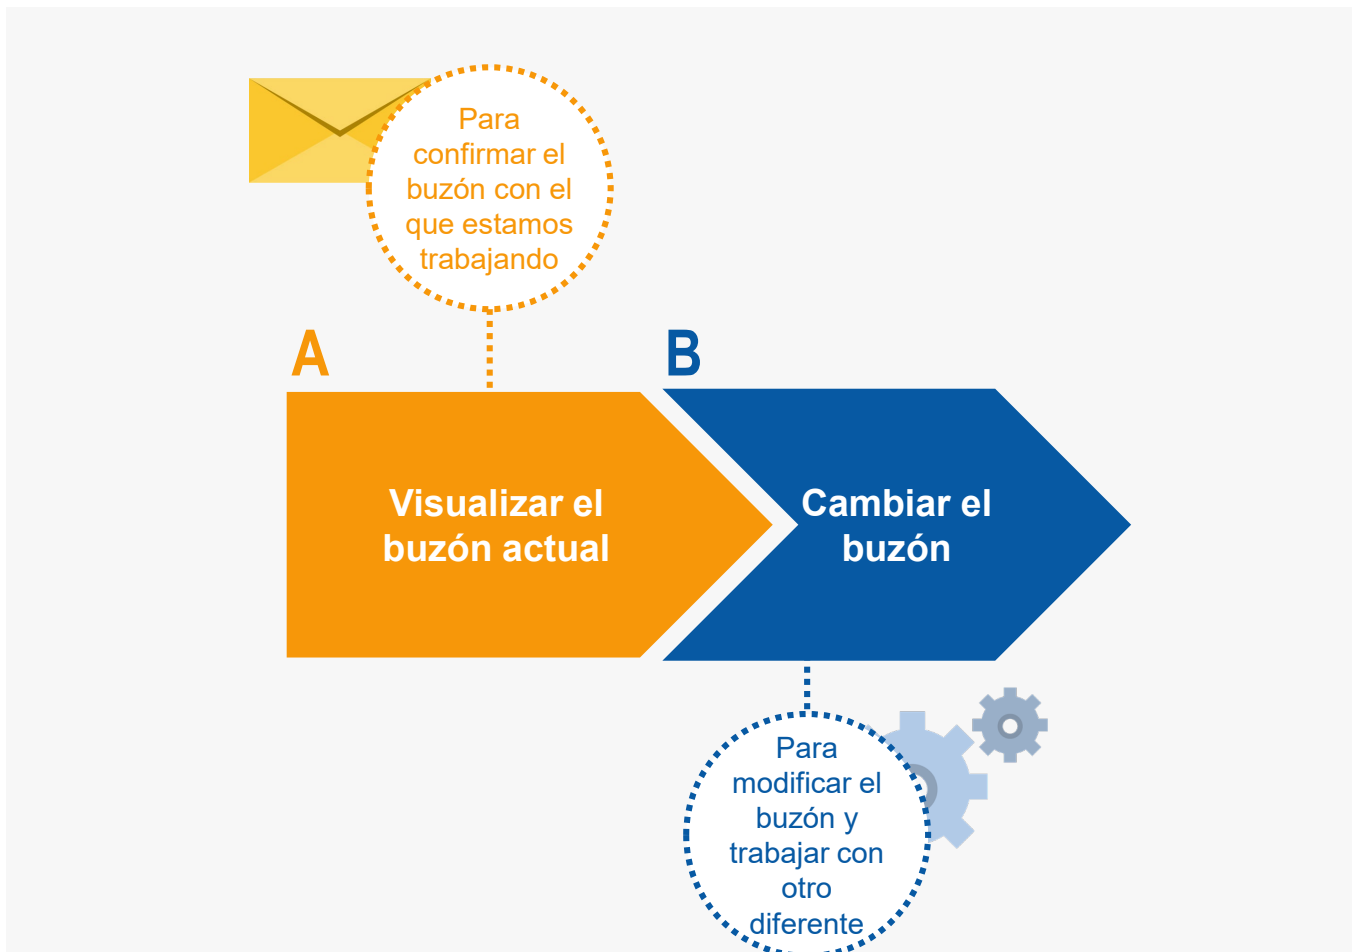 Para
confirmar el
buzón con el
que estamos
trabajando
A
B
Visualizar el
buzón actual
Cambiar el
buzón
Para
modificar el
buzón y
trabajar con
otro
diferente